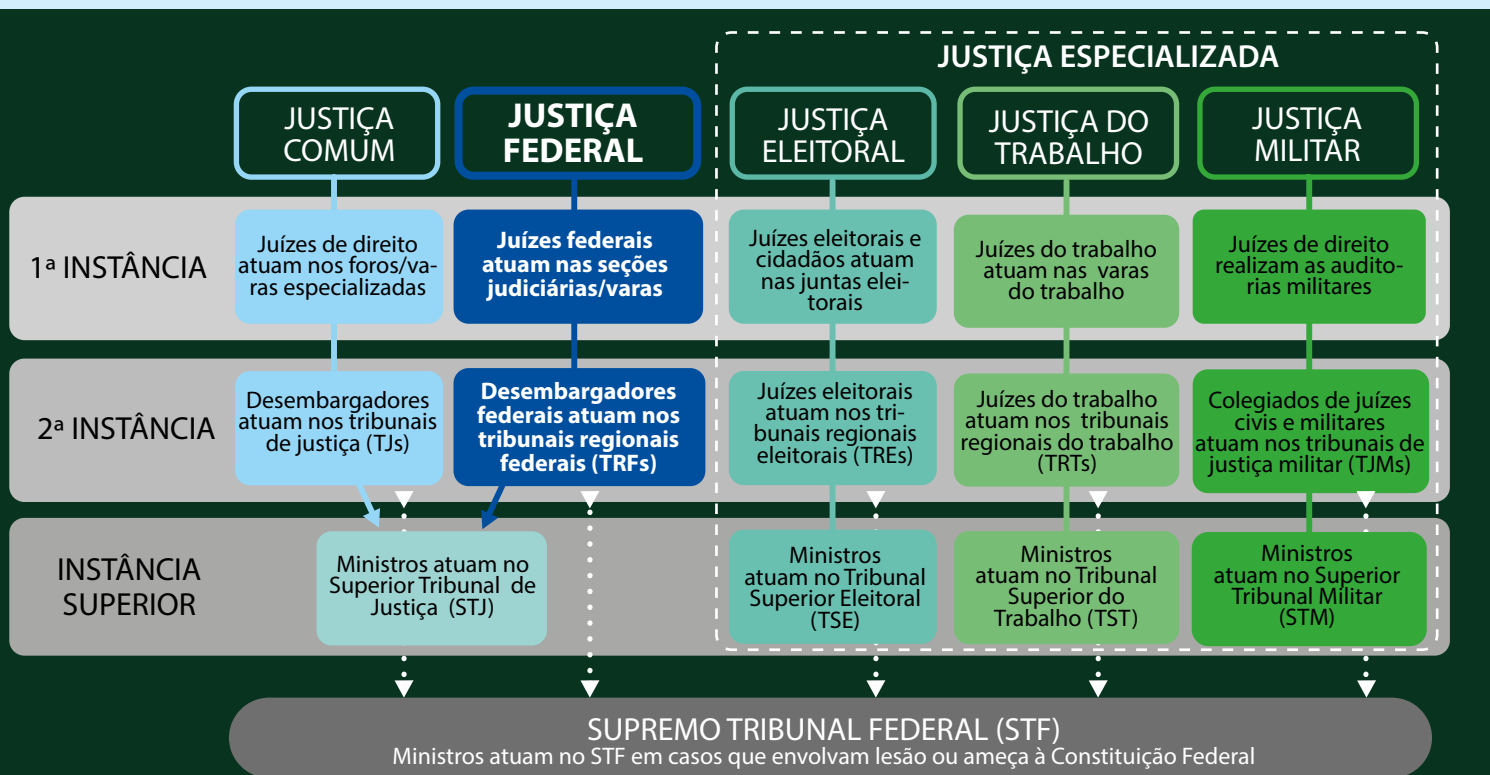 JUSTIÇA ESPECIALIZADA
JUSTIÇA
COMUM
JUSTIÇA
FEDERAL
JUSTIÇA
ELEITORAL
JUSTIÇA DO
TRABALHO
JUSTIÇA
MILITAR
1ª INSTÂNCIA
Juízes de direito
atuam nos foros/va-
ras especializadas
Juízes federais
atuam nas seções
judiciárias/varas
Juízes eleitorais e
cidadãos atuam
nas juntas elei-
torais
Juízes do trabalho
atuam nas varas
do trabalho
Juízes de direito
realizam as audito-
rias militares
2ª INSTÂNCIA
Desembargadores
atuam nos tribunais
de justiça (TJs)
Desembargadores
federais atuam nos
tribunais regionais
federais (TRFs)
Juízes eleitorais
atuam nos tri-
bunais regionais
eleitorais (TREs)
Juízes do trabalho
atuam nos tribunais
regionais do trabalho
(TRTs)
Colegiados de juízes
civis e militares
atuam nos tribunais de
justiça militar (TJMs)
INSTÂNCIA
SUPERIOR
Ministros atuam no
Superior Tribunal de
Justiça (STJ)
Ministros
atuam no Tribunal
Superior Eleitoral
(TSE)
Ministros
atuam no Tribunal
Superior do
Trabalho (TST)
Ministros
atuam no Superior
Tribunal Militar
(STM)
SUPREMO TRIBUNAL FEDERAL (STF)
Ministros atuam no STF em casos que envolvam lesão ou ameça à Constituição Federal